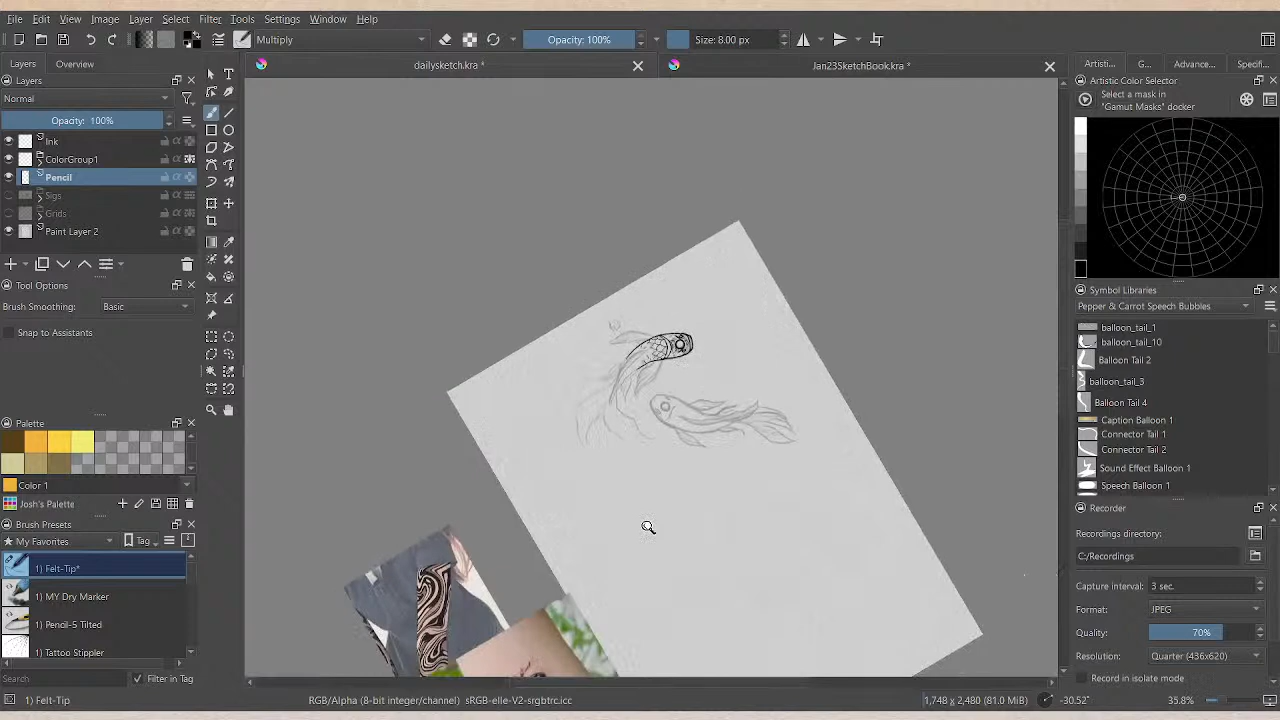 File Edit View Image Layer Select Filter Tools Settings Window Help
Multiply Opacity: 100% Size: 8.00 px
Layers Overview
dailysketch.kra *
Jan23SketchBook.kra *
Artisti... G... Advance... Specifi...
Layers
Normal
Opacity: 100%
Ink
ColorGroup1
Pencil
Sigs
Grids
Paint Layer 2
Tool Options
Brush Smoothing: Basic
Snap to Assistants
Palette
Color 1
Josh's Palette
Brush Presets
My Favorites Tag
1) Felt-Tip*
1) MY Dry Marker
1) Pencil-5 Tilted
1) Tattoo Stippler
Search Filter in Tag
Artistic Color Selector
Select a mask in
"Gamut Masks" docker
Symbol Libraries
Pepper & Carrot Speech Bubbles
balloon_tail_1
balloon_tail_10
Balloon Tail 2
balloon_tail_3
Balloon Tail 4
Caption Balloon 1
Connector Tail 1
Connector Tail 2
Sound Effect Balloon 1
Speech Balloon 1
Recorder
Recordings directory:
C:/Recordings
Capture interval: 3 sec.
Format: JPEG
Quality: 70%
Resolution: Quarter (436x620)
Record in isolate mode
1) Felt-Tip
RGB/Alpha (8-bit integer/channel) sRGB-elle-V2-srgbtrc.icc
1,748 x 2,480 (81.0 MiB)
-30.52°
35.8%